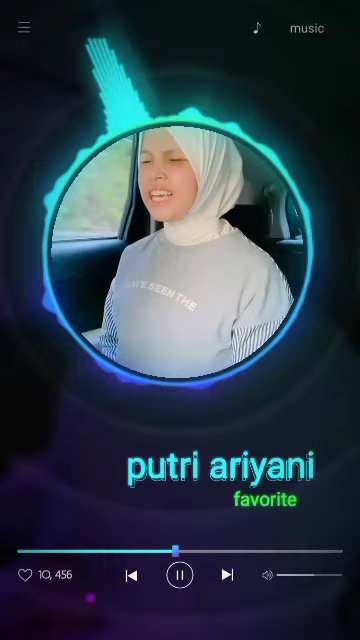 music
I HAVE SEEN THE
putri ariyani
favorite
10, 456